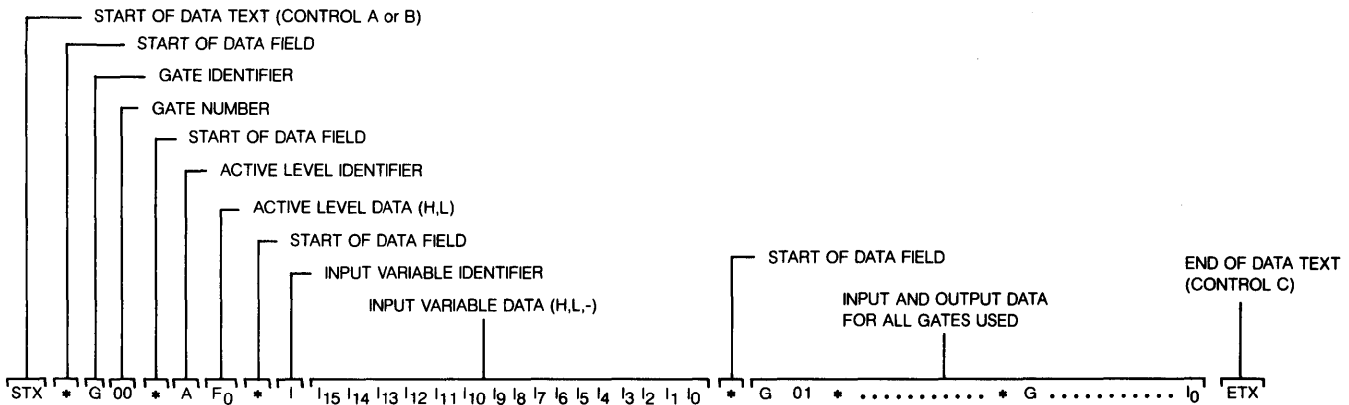 START OF DATA TEXT (CONTROL A or B)
START OF DATA FIELD
GATE IDENTIFIER
GATE NUMBER
START OF DATA FIELD
ACTIVE LEVEL IDENTIFIER
ACTIVE LEVEL DATA (H,L)
START OF DATA FIELD
INPUT VARIABLE IDENTIFIER
INPUT VARIABLE DATA (H,L,-)
START OF DATA FIELD
INPUT AND OUTPUT DATA
FOR ALL GATES USED
END OF DATA TEXT
(CONTROL C)
STX * G 00 * A F0 * I I15 I14 I13 I12 I11 I10 I9 I8 I7 I6 I5 I4 I3 I2 I1 I0 * G 01 * ........... * G ........... I0 ETX